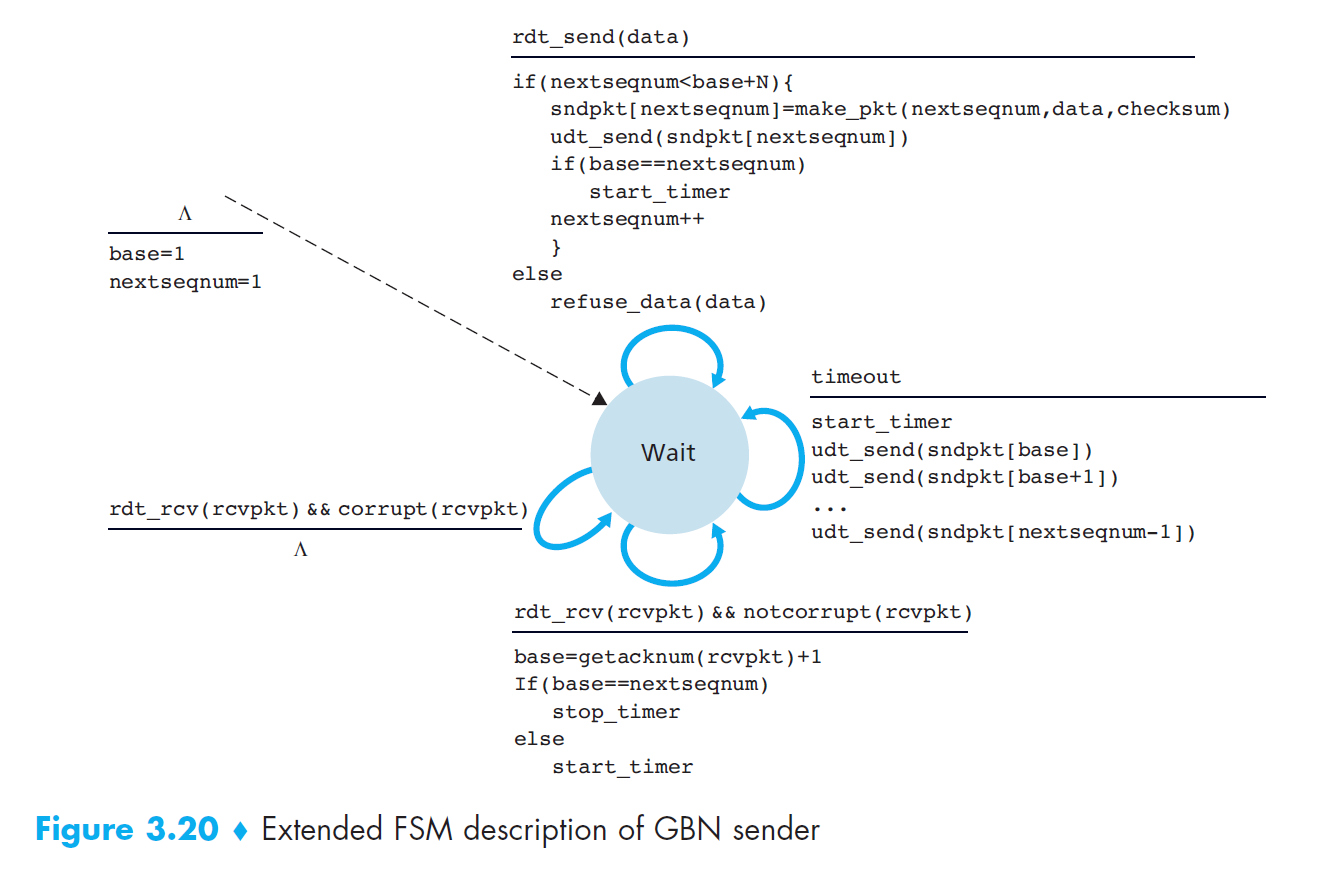 rdt_send(data)
if(nextseqnum<base+N){
sndpkt[nextseqnum]=make_pkt(nextseqnum,data,checksum)
udt_send(sndpkt[nextseqnum])
if(base==nextseqnum)
start_timer
nextseqnum++
}
else
refuse_data(data)
Λ
base=1
nextseqnum=1
Wait
timeout
start_timer
udt_send(sndpkt[base])
udt_send(sndpkt[base+1])
...
udt_send(sndpkt[nextseqnum-1])
rdt_rcv(rcvpkt) && corrupt(rcvpkt)
Λ
rdt_rcv(rcvpkt) && notcorrupt(rcvpkt)
base=getacknum(rcvpkt)+1
If(base==nextseqnum)
stop_timer
else
start_timer
Figure 3.20 ♦ Extended FSM description of GBN sender